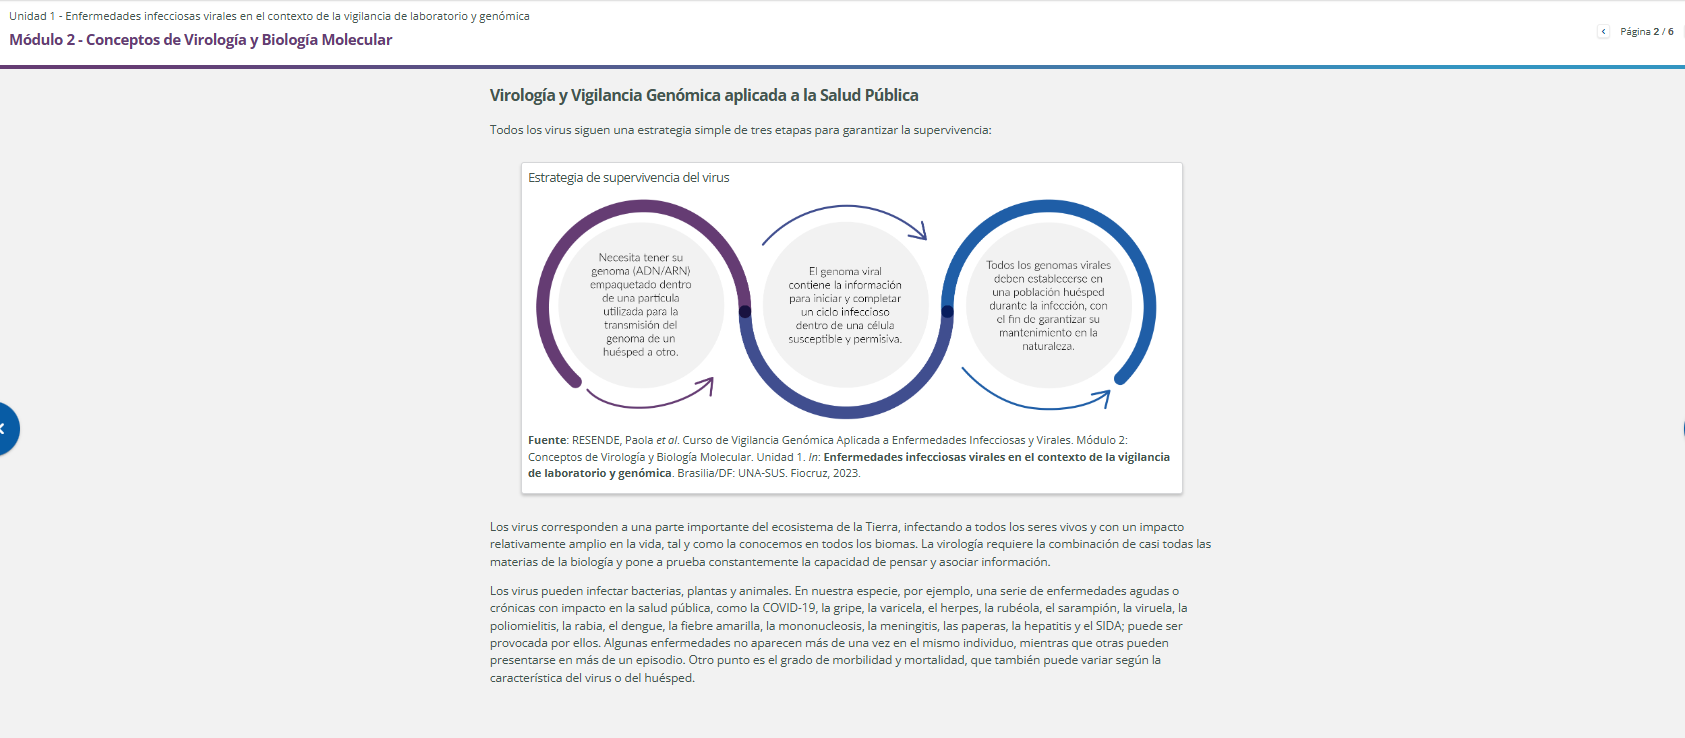 Unidad 1 - Enfermedades infecciosas virales en el contexto de la vigilancia de laboratorio y genómica
Módulo 2 - Conceptos de Virología y Biología Molecular
Página 2 / 6
Virología y Vigilancia Genómica aplicada a la Salud Pública
Todos los virus siguen una estrategia simple de tres etapas para garantizar la supervivencia:
Estrategia de supervivencia del virus
Necesita tener su
genoma (ADN/ARN)
empaquetado dentro
de una partícula
utilizada para la
transmisión del
genoma de un
huésped a otro.
El genoma viral
contiene la información
para iniciar y completar
un ciclo infeccioso
dentro de una célula
susceptible y permisiva.
Todos los genomas virales
deben establecerse en
una población huésped
durante la infección, con
el fin de garantizar su
mantenimiento en la
naturaleza.
Fuente: RESENDE, Paola et al. Curso de Vigilancia Genómica Aplicada a Enfermedades Infecciosas y Virales. Módulo 2:
Conceptos de Virología y Biología Molecular. Unidad 1. In: Enfermedades infecciosas virales en el contexto de la vigilancia
de laboratorio y genómica. Brasilia/DF: UNA-SUS. Fiocruz, 2023.
Los virus corresponden a una parte importante del ecosistema de la Tierra, infectando a todos los seres vivos y con un impacto
relativamente amplio en la vida, tal y como la conocemos en todos los biomas. La virología requiere la combinación de casi todas las
materias de la biología y pone a prueba constantemente la capacidad de pensar y asociar información.
Los virus pueden infectar bacterias, plantas y animales. En nuestra especie, por ejemplo, una serie de enfermedades agudas o
crónicas con impacto en la salud pública, como la COVID-19, la gripe, la varicela, el herpes, la rubéola, el sarampión, la viruela, la
poliomielitis, la rabia, el dengue, la fiebre amarilla, la mononucleosis, la meningitis, las paperas, la hepatitis y el SIDA; puede ser
provocada por ellos. Algunas enfermedades no aparecen más de una vez en el mismo individuo, mientras que otras pueden
presentarse en más de un episodio. Otro punto es el grado de morbilidad y mortalidad, que también puede variar según la
característica del virus o del huésped.